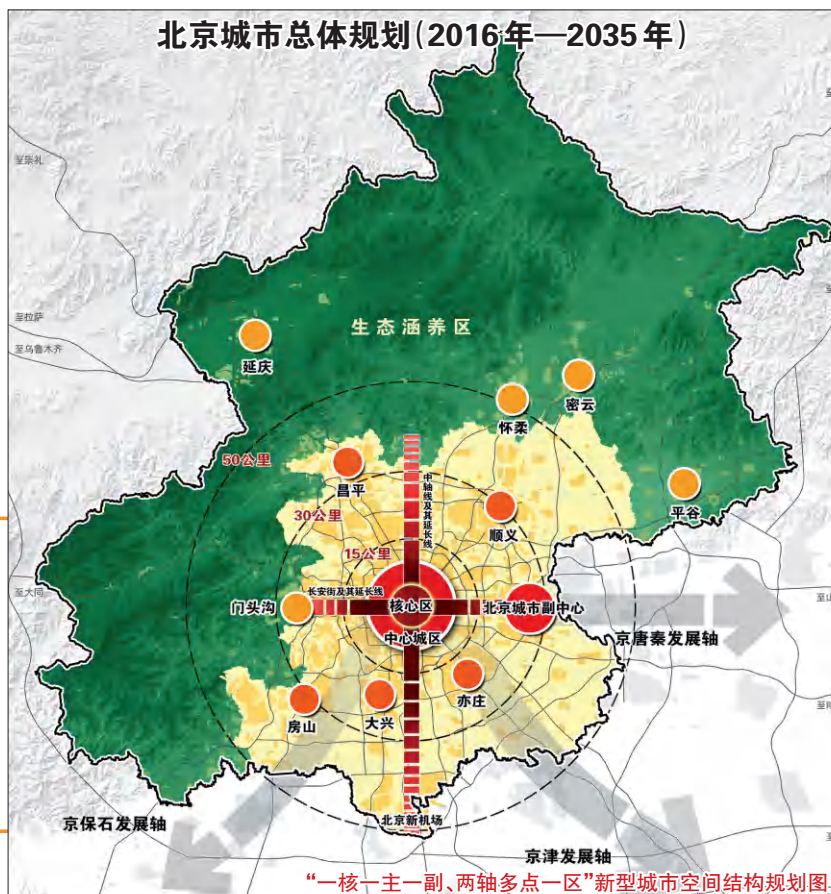 北京城市总体规划(2016年—2035年)
至张礼
至拉萨
至乌鲁木齐
生态涵养区
延庆
密云
怀柔
50公里
昌平
中轴线及其延长线
平谷
30公里
顺义
15公里
至大同
长安街及其延长线
门头沟
核心区
北京城市副中心
中心城区
京唐秦发展轴
亦庄
房山
大兴
北京新机场
京保石发展轴
京津发展轴
“一核一主一副、两轴多点一区”新型城市空间结构规划图